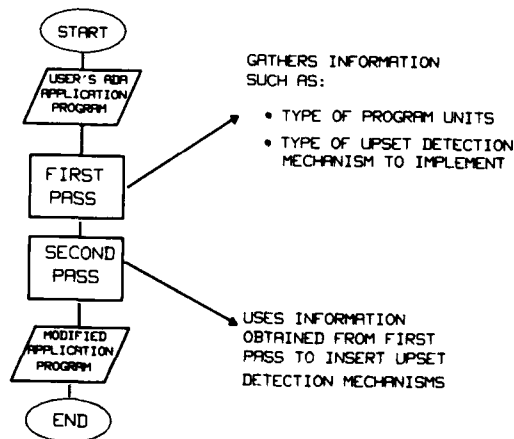 START
USER'S ADA
APPLICATION
PROGRAM
FIRST
PASS
SECOND
PASS
MODIFIED
APPLICATION
PROGRAM
END
GATHERS INFORMATION
SUCH AS:
• TYPE OF PROGRAM UNITS
• TYPE OF UPSET DETECTION
MECHANISM TO IMPLEMENT
USES INFORMATION
OBTAINED FROM FIRST
PASS TO INSERT UPSET
DETECTION MECHANISMS